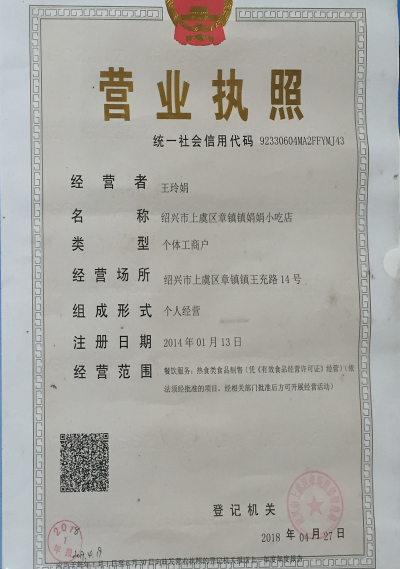 营业执照
统一社会信用代码 92330604MA2FFYMJ43
经营者 王玲娟
名称 绍兴市上虞区章镇镇娟娟小吃店
类型 个体工商户
经营场所 绍兴市上虞区章镇镇王充路14号
组成形式 个人经营
注册日期 2014年01月13日
经营范围 餐饮服务：热食类食品制售（凭《有效食品经营许可证》经营）（依
法须经批准的项目，经相关部门批准后方可开展经营活动）
登记机关
2018年04月27日
2018